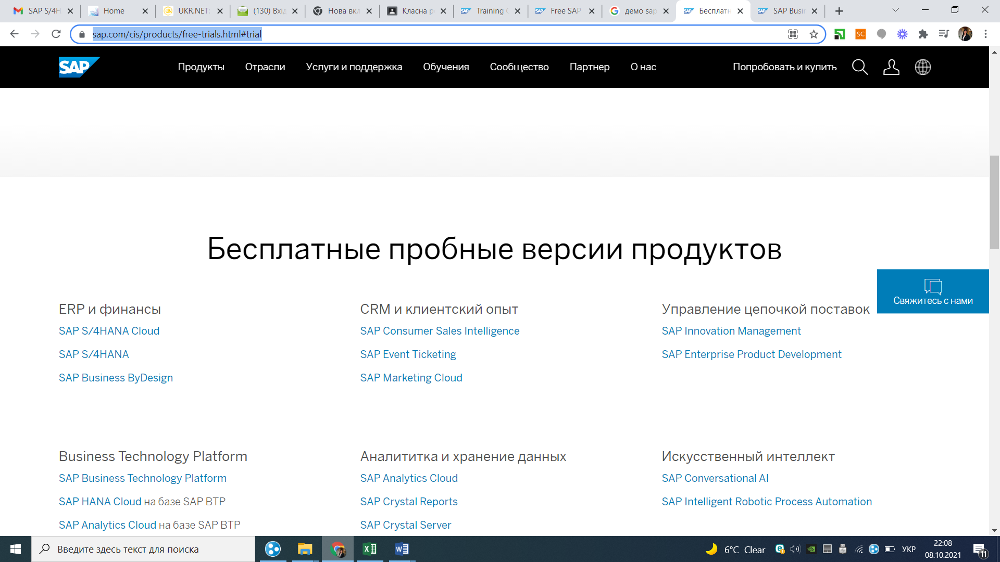 SAP S/4H
Home
UKR.NET:
(130) Вхід
Нова вкл
Класна р
Training
Free SAP
демо sap
Бесплатн
SAP Busin
sap.com/cis/products/free-trials.html#trial
SC
SAP Продукты Отрасли Услуги и поддержка Обучения Сообщество Партнер О нас Попробовать и купить
Бесплатные пробные версии продуктов
Свяжитесь с нами
ERP и финансы
SAP S/4HANA Cloud
SAP S/4HANA
SAP Business ByDesign
CRM и клиентский опыт
SAP Consumer Sales Intelligence
SAP Event Ticketing
SAP Marketing Cloud
Управление цепочкой поставок
SAP Innovation Management
SAP Enterprise Product Development
Business Technology Platform
SAP Business Technology Platform
SAP HANA Cloud на базе SAP BTP
SAP Analytics Cloud на базе SAP BTP
Аналититка и хранение данных
SAP Analytics Cloud
SAP Crystal Reports
SAP Crystal Server
Искусственный интеллект
SAP Conversational AI
SAP Intelligent Robotic Process Automation
Введите здесь текст для поиска
6°C Clear
УКР
22:08
08.10.2021
11